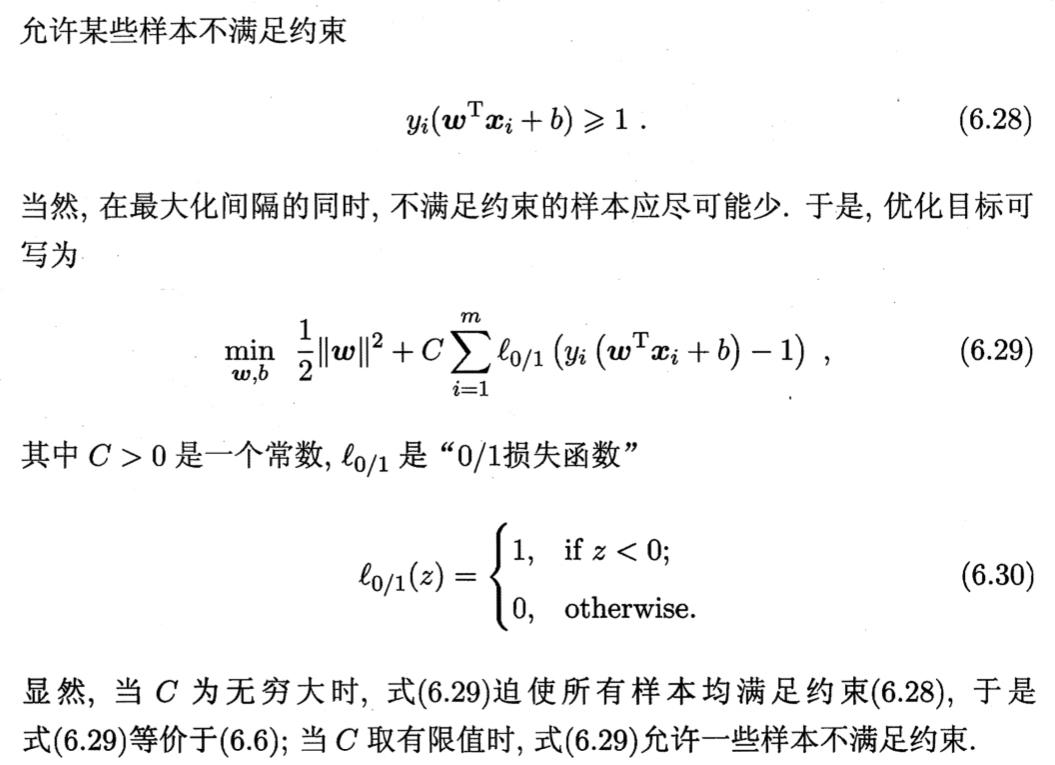 允许某些样本不满足约束
$y_i(\boldsymbol{w}^{\mathrm{T}}\boldsymbol{x}_i + b) \geqslant 1 .$ (6.28)
当然, 在最大化间隔的同时, 不满足约束的样本应尽可能少. 于是, 优化目标可
写为
$\min_{\boldsymbol{w},b} \ \frac{1}{2}\|\boldsymbol{w}\|^2 + C\sum_{i=1}^{m} \ell_{0/1}\left(y_i\left(\boldsymbol{w}^{\mathrm{T}}\boldsymbol{x}_i + b\right) - 1\right) ,$ (6.29)
其中 $C > 0$ 是一个常数, $\ell_{0/1}$ 是 “0/1损失函数”
$\ell_{0/1}(z) = \begin{cases} 1, & \text{if } z < 0; \\ 0, & \text{otherwise}. \end{cases}$ (6.30)
显然, 当 $C$ 为无穷大时, 式(6.29)迫使所有样本均满足约束(6.28), 于是
式(6.29)等价于(6.6); 当 $C$ 取有限值时, 式(6.29)允许一些样本不满足约束.